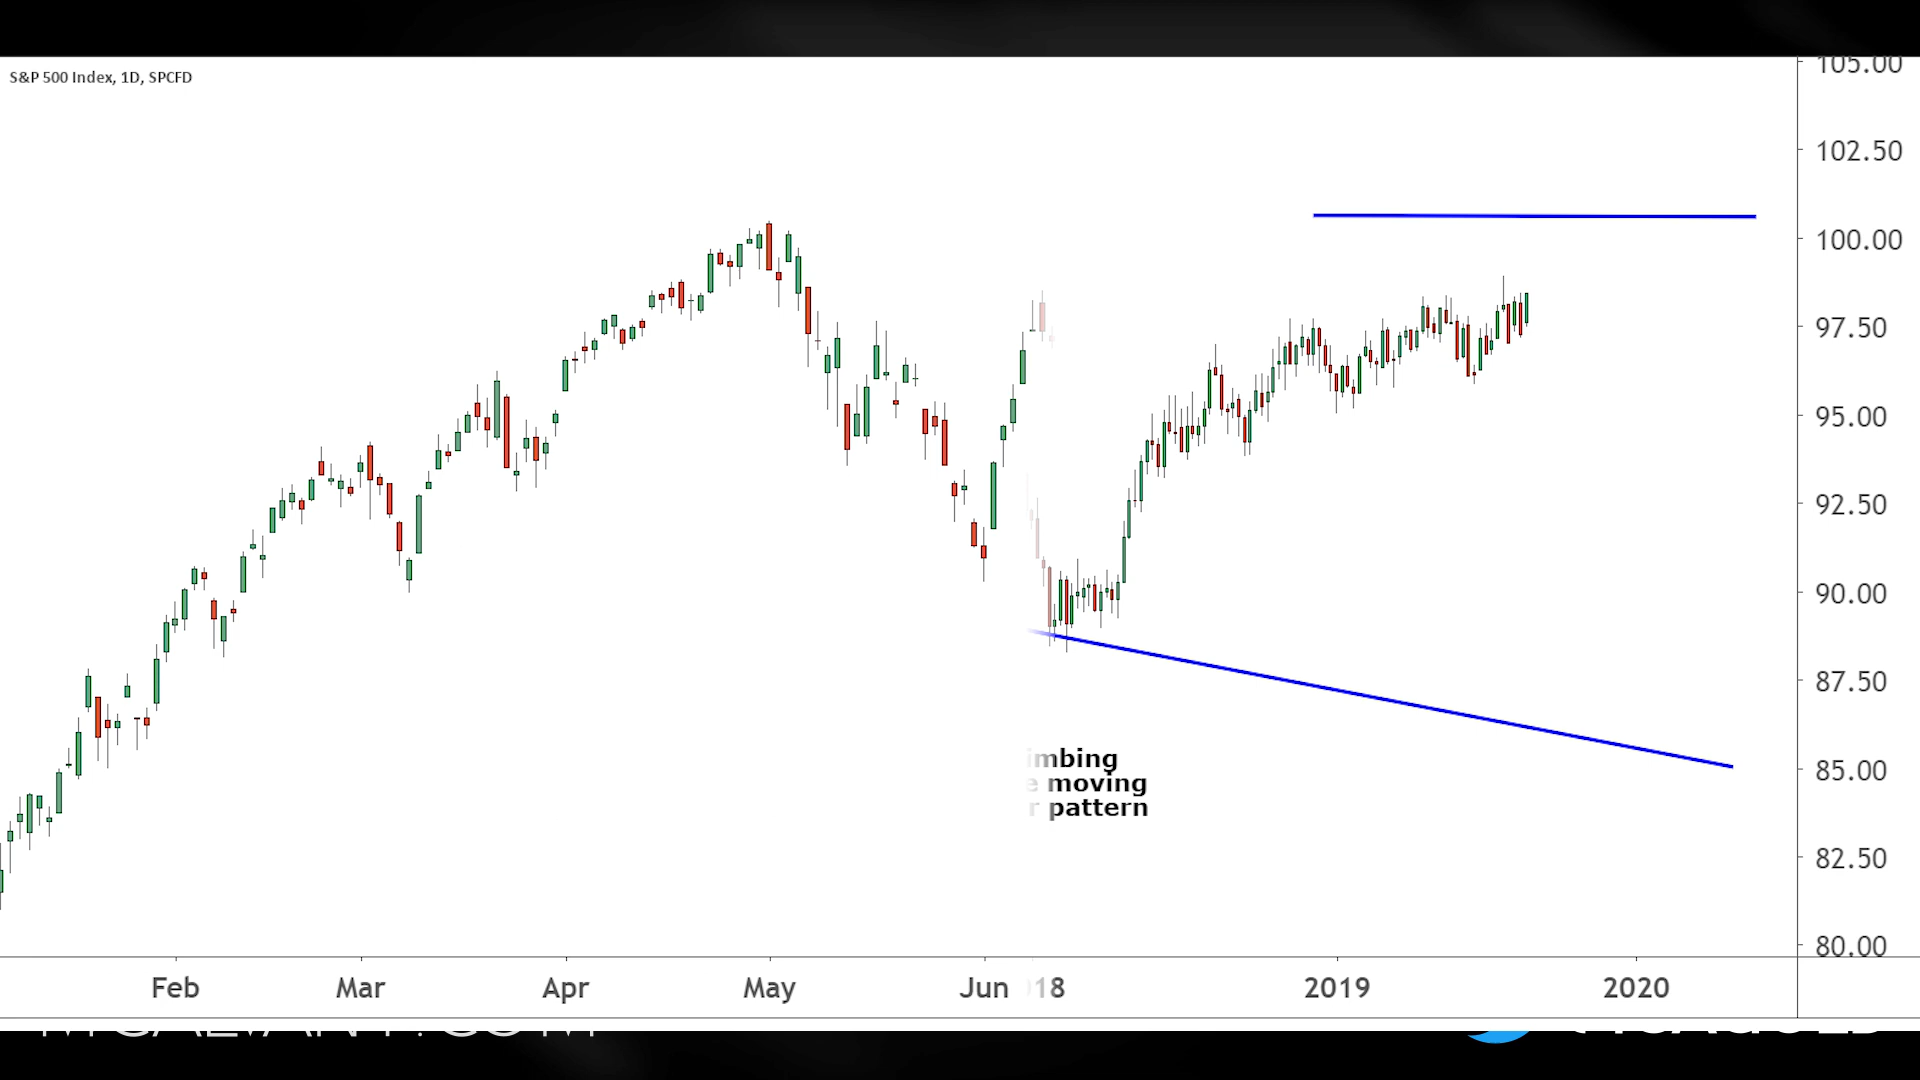 S&P 500 Index, 1D, SPCFD
105.00
102.50
100.00
97.50
95.00
92.50
90.00
87.50
85.00
82.50
80.00
imbing
e moving
r pattern
Feb Mar Apr May Jun 18 2019 2020